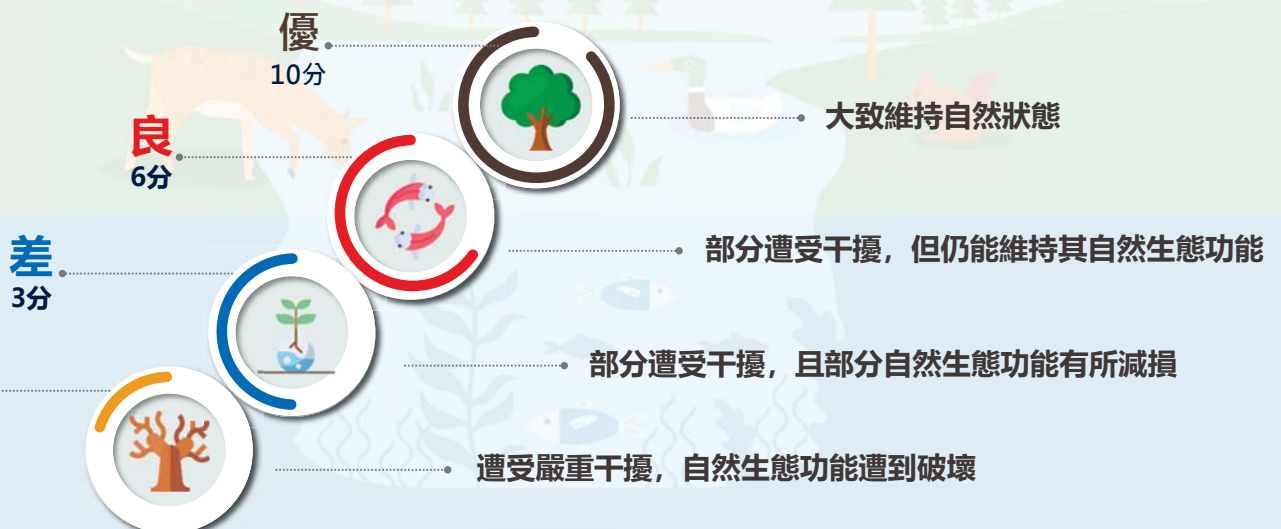 優
10分
大致維持自然狀態
良
6分
部分遭受干擾，但仍能維持其自然生態功能
差
3分
部分遭受干擾，且部分自然生態功能有所減損
遭受嚴重干擾，自然生態功能遭到破壞